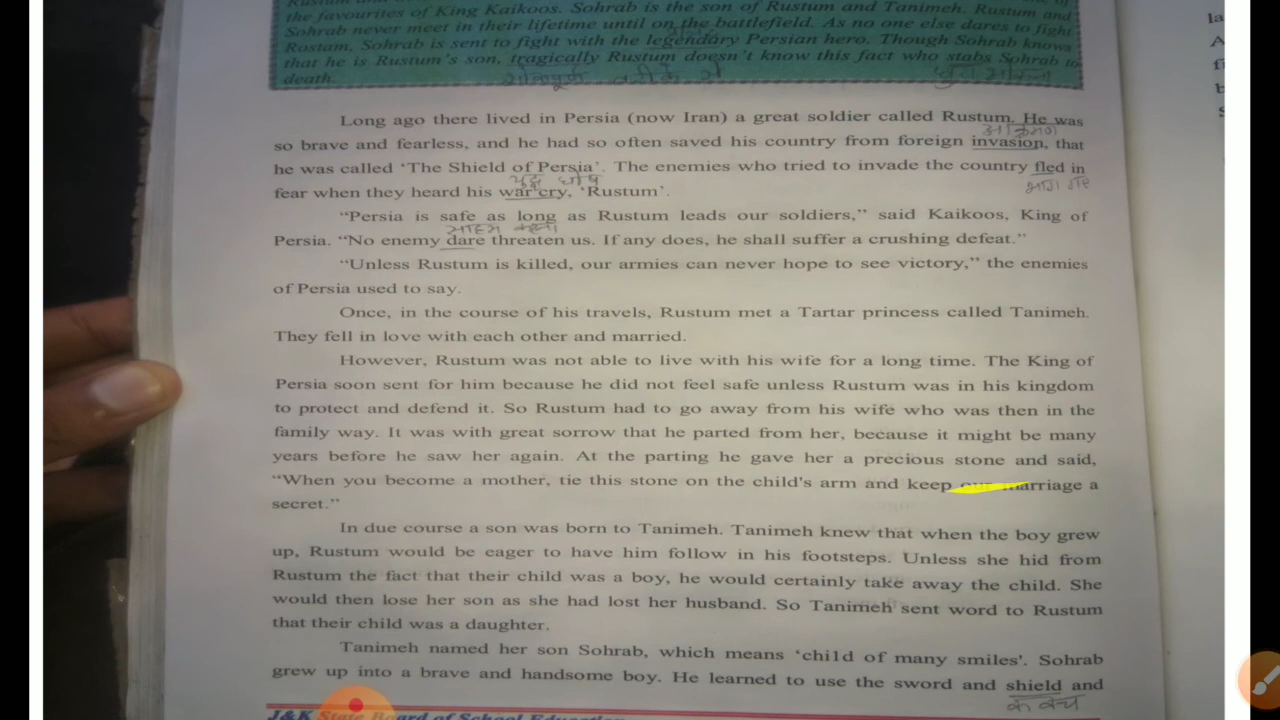 the favourites of King Kaikoos. Sohrab is the son of Rustum and Tanimeh. Rustum and
Sohrab never meet in their lifetime until on the battlefield. As no one else dares to fight
Rostam, Sohrab is sent to fight with the legendary Persian hero. Though Sohrab knows
that he is Rustum's son, tragically Rustum doesn't know this fact who stabs Sohrab to
death.
Long ago there lived in Persia (now Iran) a great soldier called Rustum. He was
आक्रमण
so brave and fearless, and he had so often saved his country from foreign invasion, that
he was called 'The Shield of Persia'. The enemies who tried to invade the country fled in
युद्ध घोष
fear when they heard his war cry, 'Rustum'.
भाग गए
"Persia is safe as long as Rustum leads our soldiers," said Kaikoos, King of
साहस करना
Persia. "No enemy dare threaten us. If any does, he shall suffer a crushing defeat."
"Unless Rustum is killed, our armies can never hope to see victory," the enemies
of Persia used to say.
Once, in the course of his travels, Rustum met a Tartar princess called Tanimeh.
They fell in love with each other and married.
However, Rustum was not able to live with his wife for a long time. The King of
Persia soon sent for him because he did not feel safe unless Rustum was in his kingdom
to protect and defend it. So Rustum had to go away from his wife who was then in the
family way. It was with great sorrow that he parted from her, because it might be many
years before he saw her again. At the parting he gave her a precious stone and said,
"When you become a mother, tie this stone on the child's arm and keep our marriage a
secret."
In due course a son was born to Tanimeh. Tanimeh knew that when the boy grew
up, Rustum would be eager to have him follow in his footsteps. Unless she hid from
Rustum the fact that their child was a boy, he would certainly take away the child. She
would then lose her son as she had lost her husband. So Tanimeh sent word to Rustum
that their child was a daughter.
Tanimeh named her son Sohrab, which means 'child of many smiles'. Sohrab
grew up into a brave and handsome boy. He learned to use the sword and shield and
J&K State Board of School Education